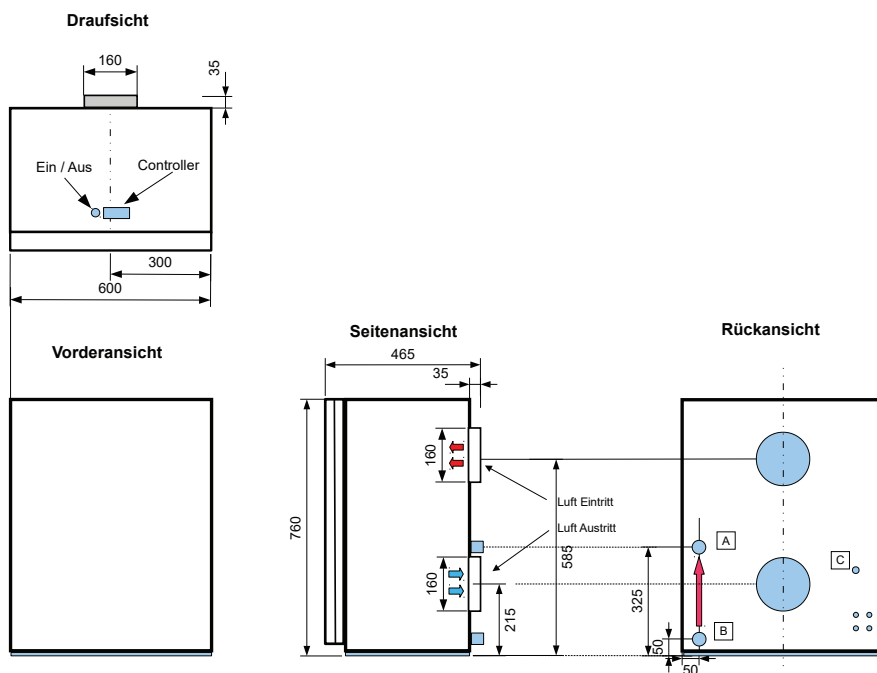 Draufsicht
160
35
Ein / Aus
Controller
300
600
Vorderansicht
Seitenansicht
Rückansicht
465
35
160
760
Luft Eintritt
Luft Austritt
585
160
215
325
A
C
B
50
50